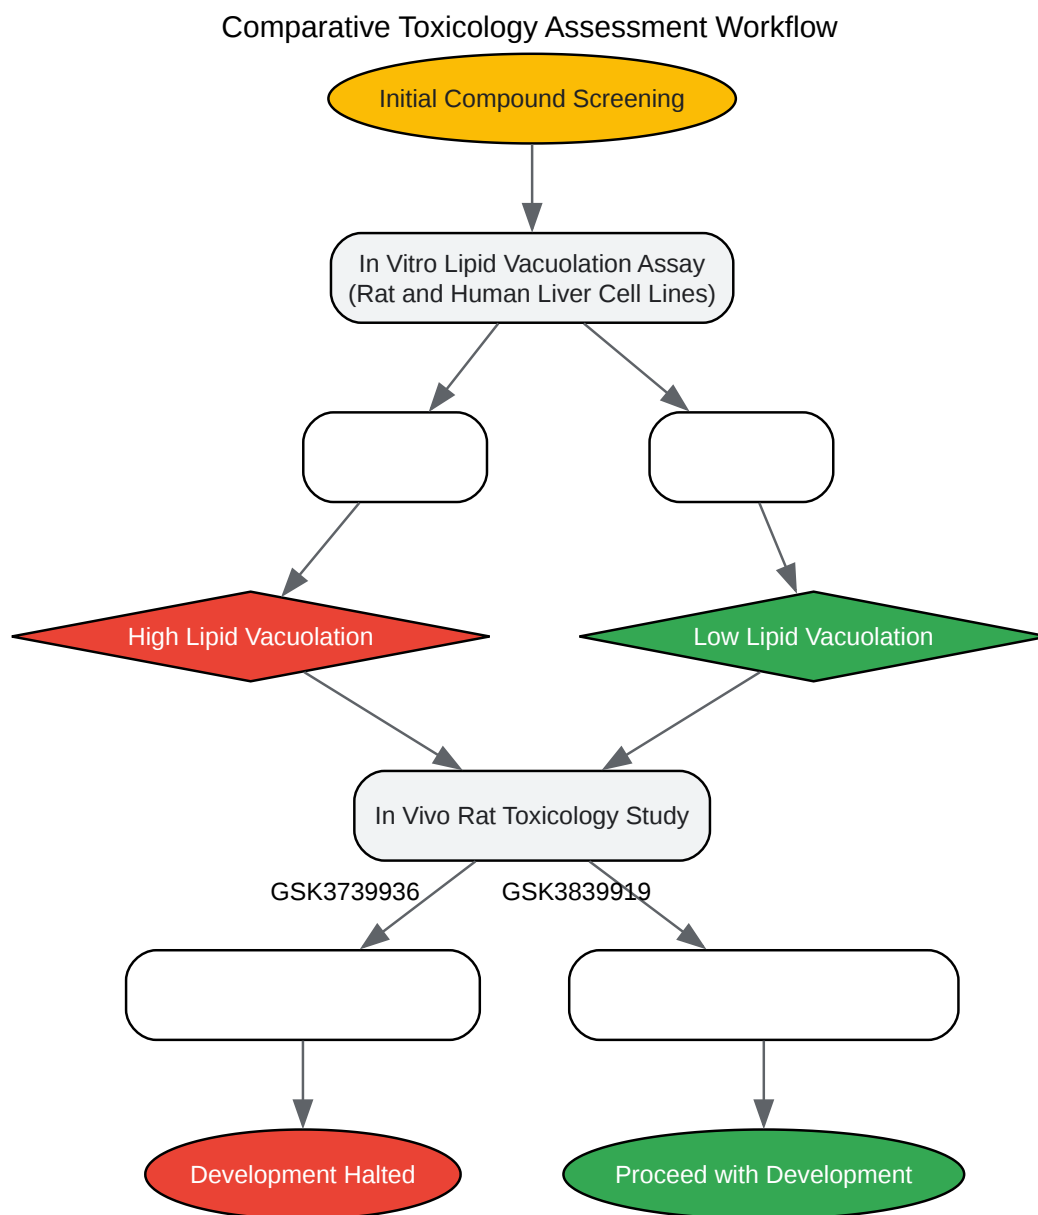 Comparative Toxicology Assessment Workflow
Initial Compound Screening
In Vitro Lipid Vacuolation Assay
(Rat and Human Liver Cell Lines)
High Lipid Vacuolation
Low Lipid Vacuolation
In Vivo Rat Toxicology Study
GSK3739936
GSK3839919
Development Halted
Proceed with Development